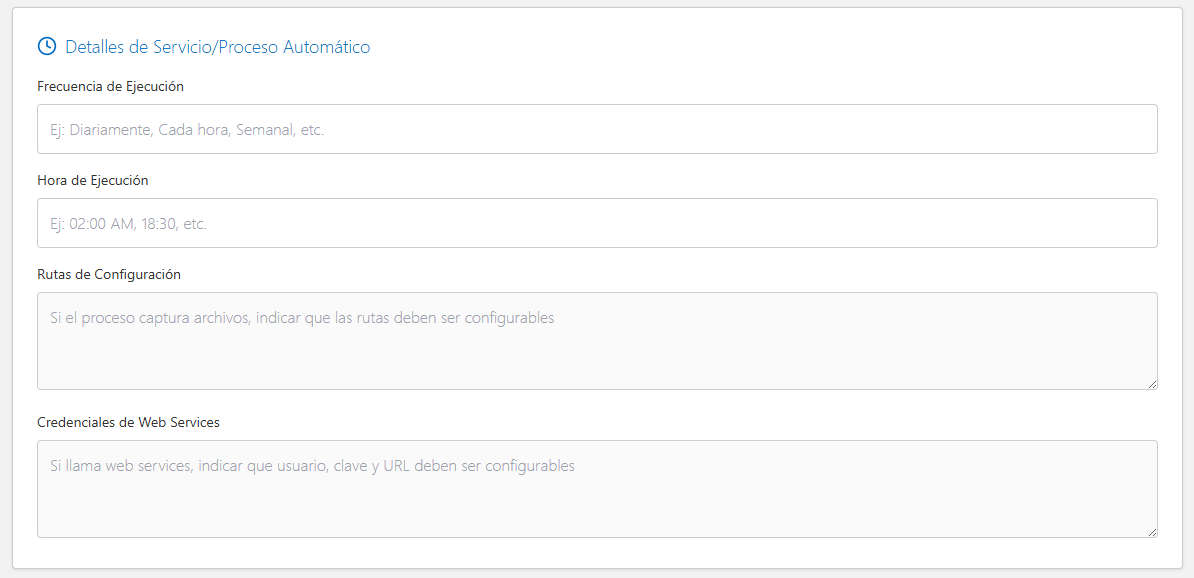 Detalles de Servicio/Proceso Automático
Frecuencia de Ejecución
Ej: Diariamente, Cada hora, Semanal, etc.
Hora de Ejecución
Ej: 02:00 AM, 18:30, etc.
Rutas de Configuración
Si el proceso captura archivos, indicar que las rutas deben ser configurables
Credenciales de Web Services
Si llama web services, indicar que usuario, clave y URL deben ser configurables